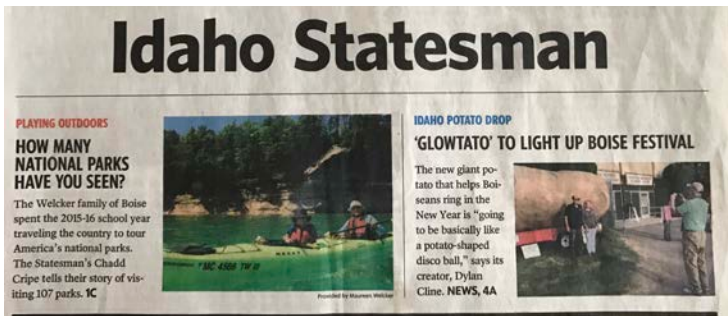 Idaho Statesman
PLAYING OUTDOORS
HOW MANY
NATIONAL PARKS
HAVE YOU SEEN?
The Welcker family of Boise
spent the 2015-16 school year
traveling the country to tour
America's national parks.
The Statesman's Chadd
Cripe tells their story of vis-
iting 107 parks. 1C
Provided by Maureen Welcker
IDAHO POTATO DROP
'GLOWTATO' TO LIGHT UP BOISE FESTIVAL
The new giant po-
tato that helps Boi-
seans ring in the
New Year is "going
to be basically like
a potato-shaped
disco ball," says its
creator, Dylan
Cline. NEWS, 4A